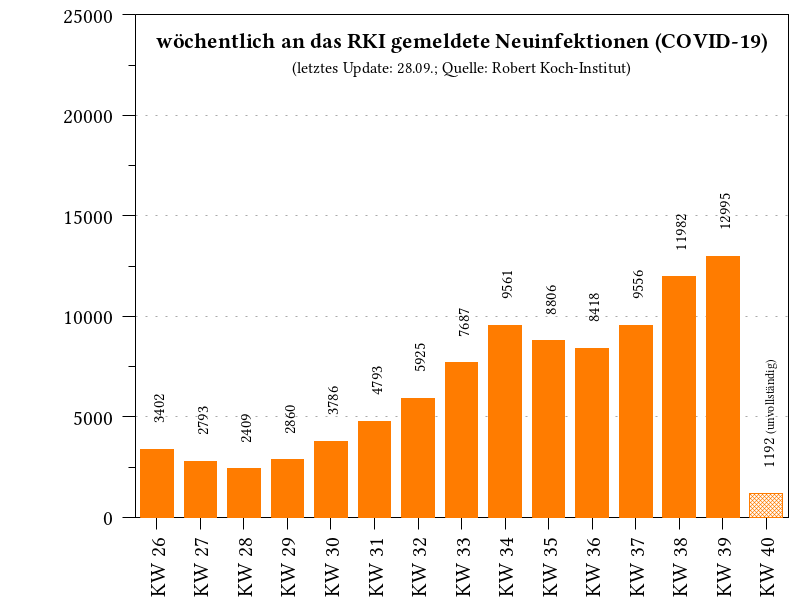 wöchentlich an das RKI gemeldete Neuinfektionen (COVID-19)
(letztes Update: 28.09.; Quelle: Robert Koch-Institut)
25000
20000
15000
10000
5000
0
3402
2793
2409
2860
3786
4793
5925
7687
9561
8806
8418
9556
11982
12995
1192 (unvollständig)
KW 26
KW 27
KW 28
KW 29
KW 30
KW 31
KW 32
KW 33
KW 34
KW 35
KW 36
KW 37
KW 38
KW 39
KW 40